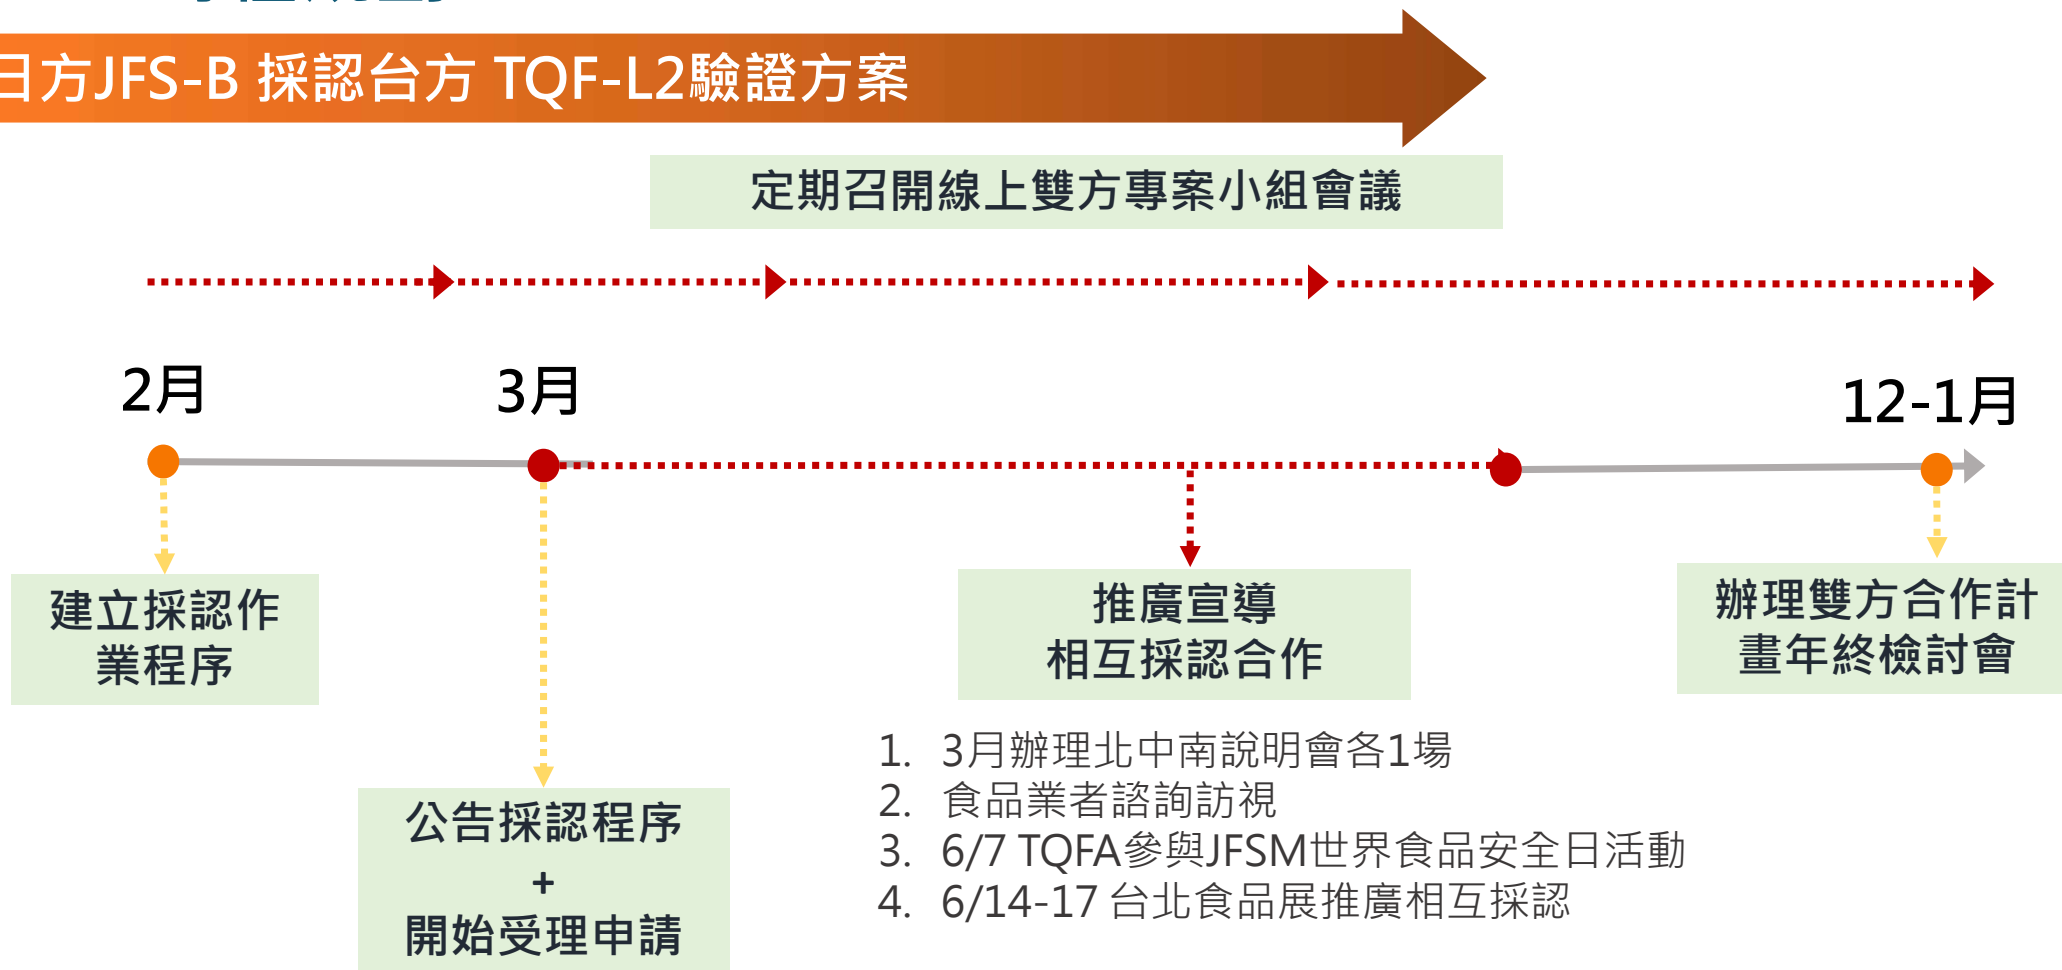 日方JFS-B 採認台方 TQF-L2驗證方案
定期召開線上雙方專案小組會議
2月
3月
12-1月
建立採認作
業程序
公告採認程序
+
開始受理申請
推廣宣導
相互採認合作
1. 3月辦理北中南說明會各1場
2. 食品業者諮詢訪視
3. 6/7 TQFA參與JFSM世界食品安全日活動
4. 6/14-17 台北食品展推廣相互採認
辦理雙方合作計
畫年終檢討會